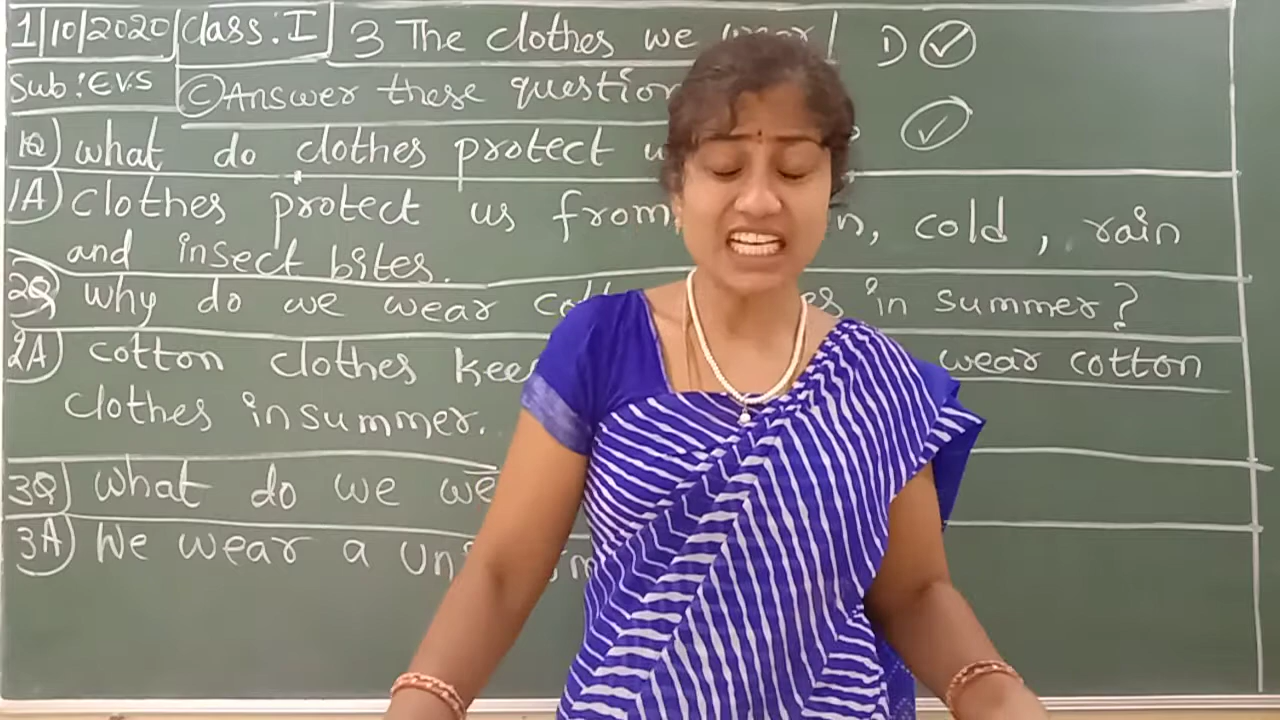 1/10/2020 Class: I 3 The clothes we wear D ✓
Sub: EVS C Answer these question
1Q) what do clothes protect ✓
1A) Clothes protect us from, cold, rain
and insect bites.
2Q) why do we wear in summer?
2A) cotton clothes wear cotton
clothes in summer.
3Q) what do we
3A) We wear a